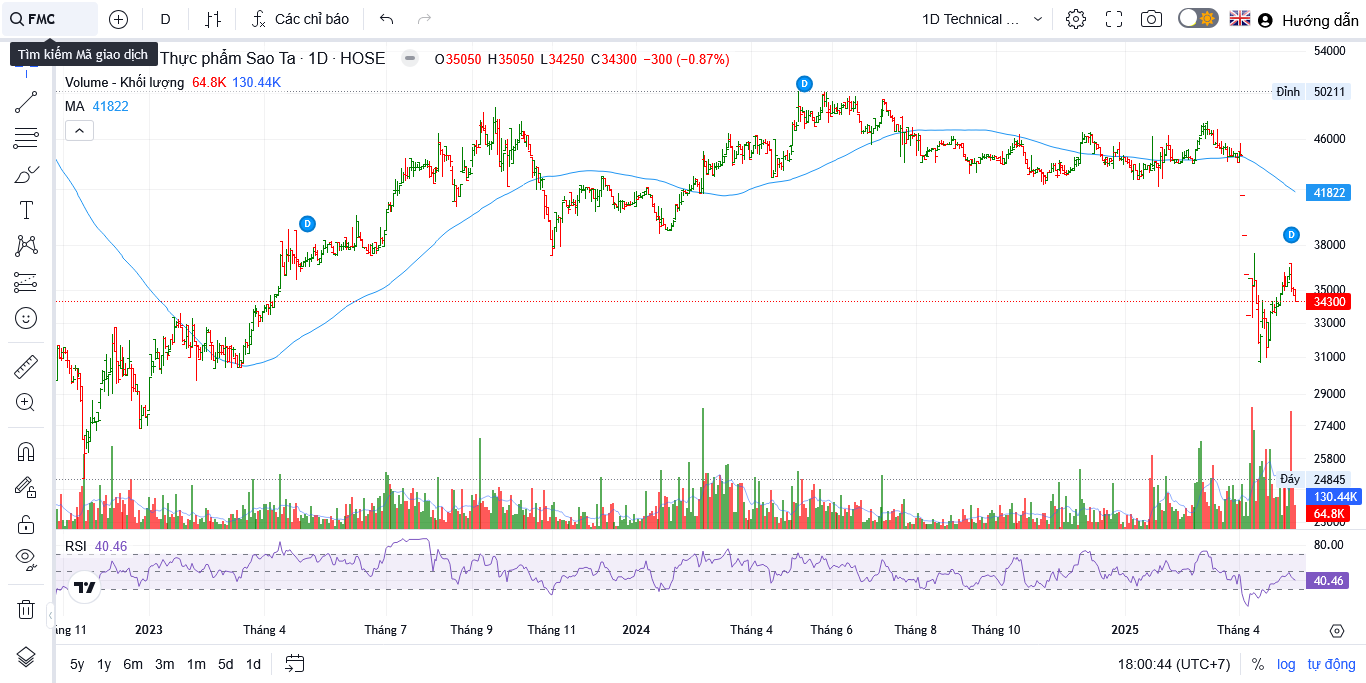 FMC D Các chỉ báo 1D Technical ... Hướng dẫn
Tìm kiếm Mã giao dịch
Thực phẩm Sao Ta · 1D · HOSE O35050 H35050 L34250 C34300 −300 (−0.87%)
Volume - Khối lượng 64.8K 130.44K
MA 41822
D
D
D
54000
Đỉnh 50211
46000
41822
38000
35000
34300
33000
31000
29000
27400
25800
Đáy 24845
130.44K
64.8K
RSI 40.46
80.00
40.46
2023 Tháng 4 Tháng 7 Tháng 9 Tháng 11 2024 Tháng 4 Tháng 6 Tháng 8 Tháng 10 2025 Tháng 4
5y 1y 6m 3m 1m 5d 1d 18:00:44 (UTC+7) % log tự động